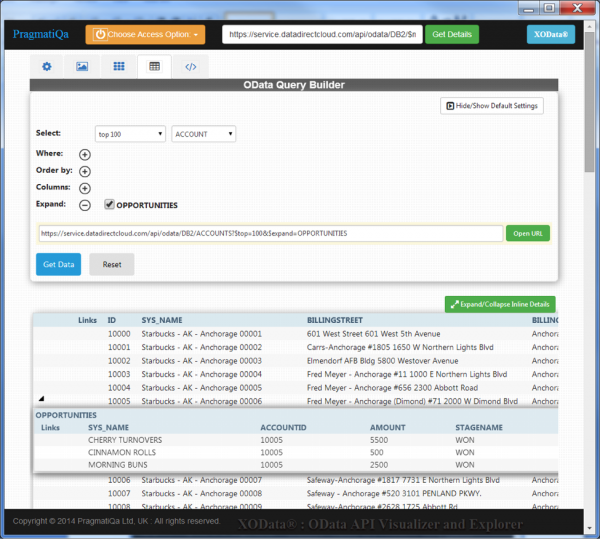 PragmatiQa Choose Access Option https://service.datadirectcloud.com/api/odata/DB2/$m Get Details XOData®
OData Query Builder
Hide/Show Default Settings
Select: top 100 ACCOUNT
Where:
Order by:
Columns:
Expand: OPPORTUNITIES
https://service.datadirectcloud.com/api/odata/DB2/ACCOUNTS?$top=100&$expand=OPPORTUNITIES Open URL
Get Data Reset
Expand/Collapse Inline Details
Links ID SYS_NAME BILLINGSTREET BILLING
10000 Starbucks - AK - Anchorage 00001 601 West Street 601 West 5th Avenue Anchora
10001 Starbucks - AK - Anchorage 00002 Carrs-Anchorage #1805 1650 W Northern Lights Blvd Anchora
10002 Starbucks - AK - Anchorage 00003 Elmendorf AFB Bldg 5800 Westover Avenue Anchora
10003 Starbucks - AK - Anchorage 00004 Fred Meyer - Anchorage #11 1000 E Northern Lights Blvd Anchora
10004 Starbucks - AK - Anchorage 00005 Fred Meyer - Anchorage #656 2300 Abbott Road Anchora
10005 Starbucks - AK - Anchorage 00006 Fred Meyer - Anchorage (Dimond) #71 2000 W Dimond Blvd Anchora
OPPORTUNITIES
Links SYS_NAME ACCOUNTID AMOUNT STAGENAME
CHERRY TURNOVERS 10005 5500 WON
CINNAMON ROLLS 10005 500 WON
MORNING BUNS 10005 2500 WON
10006 Starbucks - AK - Anchorage 00007 Safeway-Anchorage #1817 7731 E Northern Lights Blvd Anchora
10007 Starbucks - AK - Anchorage 00008 Safeway - Anchorage #520 3101 PENLAND PKWY. Anchora
10008 Starbucks - AK - Anchorage 00009 Safeway-Anchorage #2628 1725 Abbott Rd Anchora
Copyright © 2014 PragmatiQa Ltd, UK : All rights reserved. XOData® : OData API Visualizer and Explorer